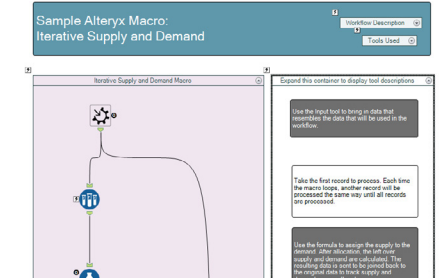 Sample Alteryx Macro:
Iterative Supply and Demand
Workflow Description
Tools Used
Iterative Supply and Demand Macro
Expand this container to display tool descriptions
Use the Input tool to bring in data that
resembles the data that will be used in the
workflow.
Take the first record to process. Each time
the macro loops, another record will be
processed the same way until all records
are processed.
Use the formula to assign the supply to the
demand. After allocation, the left over
supply and demand are calculated. The
resulting data is sent to be joined back to
the original data to track supply and